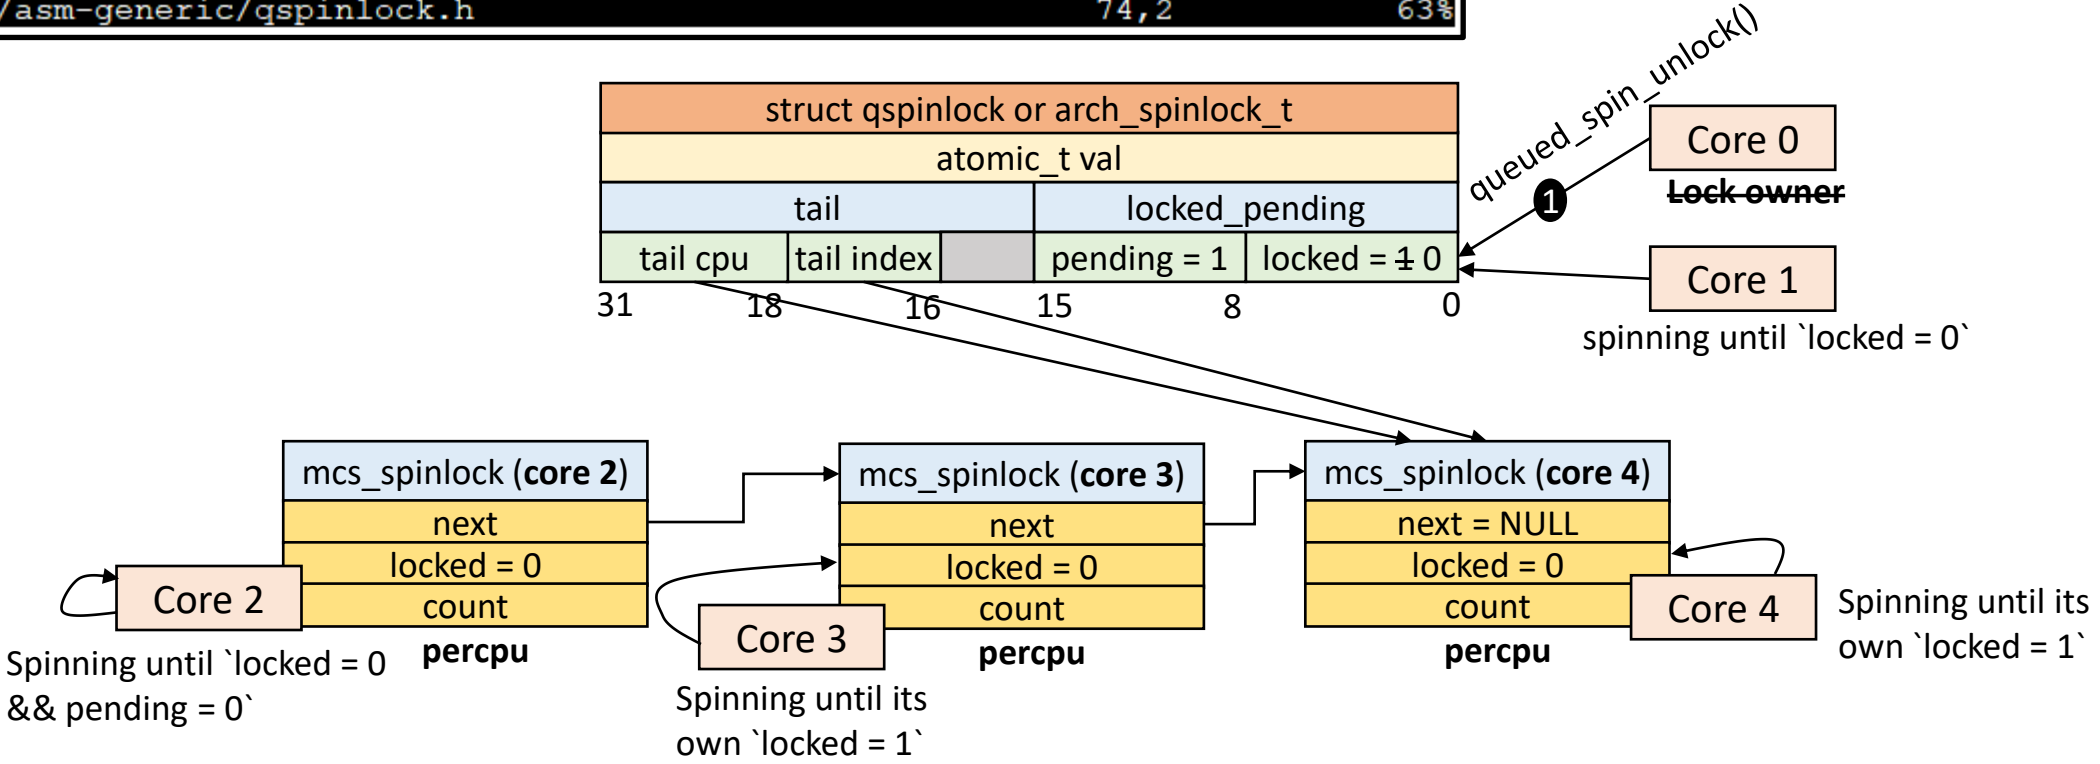 /asm-generic/qspinlock.h 74,2 63%
queued_spin_unlock()
struct qspinlock or arch_spinlock_t
atomic_t val
tail locked_pending
tail cpu tail index pending = 1 locked = 1 0
31 18 16 15 8 0
1
Core 0
Lock owner
Core 1
spinning until `locked = 0`
mcs_spinlock (core 2)
next
locked = 0
count
percpu
Core 2
Spinning until `locked = 0
&& pending = 0`
mcs_spinlock (core 3)
next
locked = 0
count
percpu
Core 3
Spinning until its
own `locked = 1`
mcs_spinlock (core 4)
next = NULL
locked = 0
count
percpu
Core 4
Spinning until its
own `locked = 1`